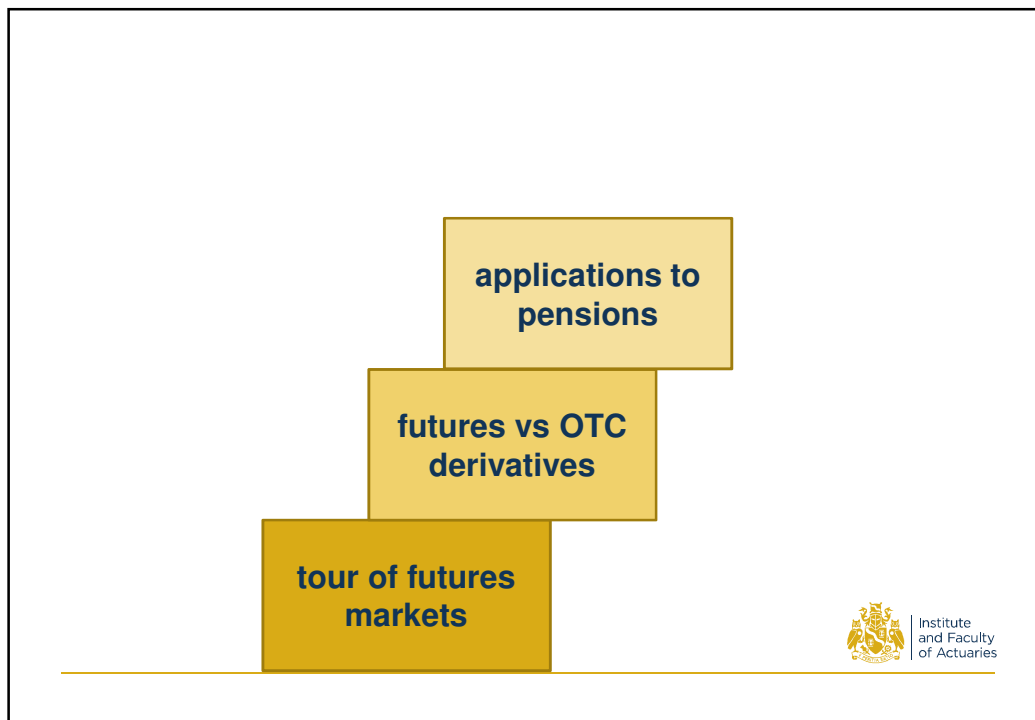 applications to
pensions
futures vs OTC
derivatives
tour of futures
markets
Institute
and Faculty
of Actuaries